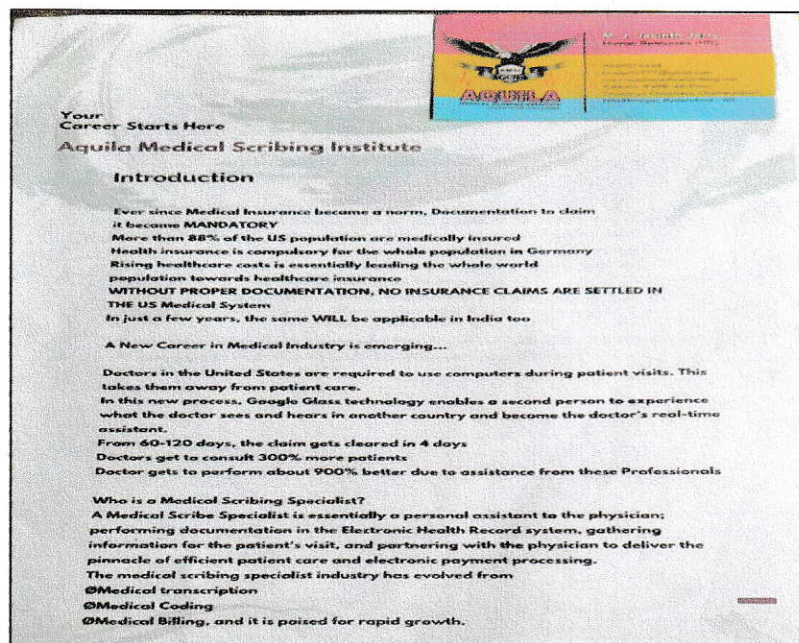 M. J. Jacinth Jabry
Human Resources (HR)
AQUILA
Your
Career Starts Here
Aquila Medical Scribing Institute
Introduction
Ever since Medical Insurance became a norm, Documentation to claim
it became MANDATORY
More than 88% of the US population are medically insured
Health insurance is compulsory for the whole population in Germany
Rising healthcare costs is essentially leading the whole world
population towards healthcare insurance
WITHOUT PROPER DOCUMENTATION, NO INSURANCE CLAIMS ARE SETTLED IN
THE US Medical System
In just a few years, the same WILL be applicable in India too
A New Career in Medical Industry is emerging...
Doctors in the United States are required to use computers during patient visits. This
takes them away from patient care.
In this new process, Google Glass technology enables a second person to experience
what the doctor sees and hears in another country and become the doctor's real-time
assistant.
From 60-120 days, the claim gets cleared in 4 days
Doctors get to consult 300% more patients
Doctor gets to perform about 900% better due to assistance from these Professionals
Who is a Medical Scribing Specialist?
A Medical Scribe Specialist is essentially a personal assistant to the physician;
performing documentation in the Electronic Health Record system, gathering
information for the patient's visit, and partnering with the physician to deliver the
pinnacle of efficient patient care and electronic payment processing.
The medical scribing specialist industry has evolved from
ØMedical transcription
ØMedical Coding
ØMedical Billing, and it is poised for rapid growth.